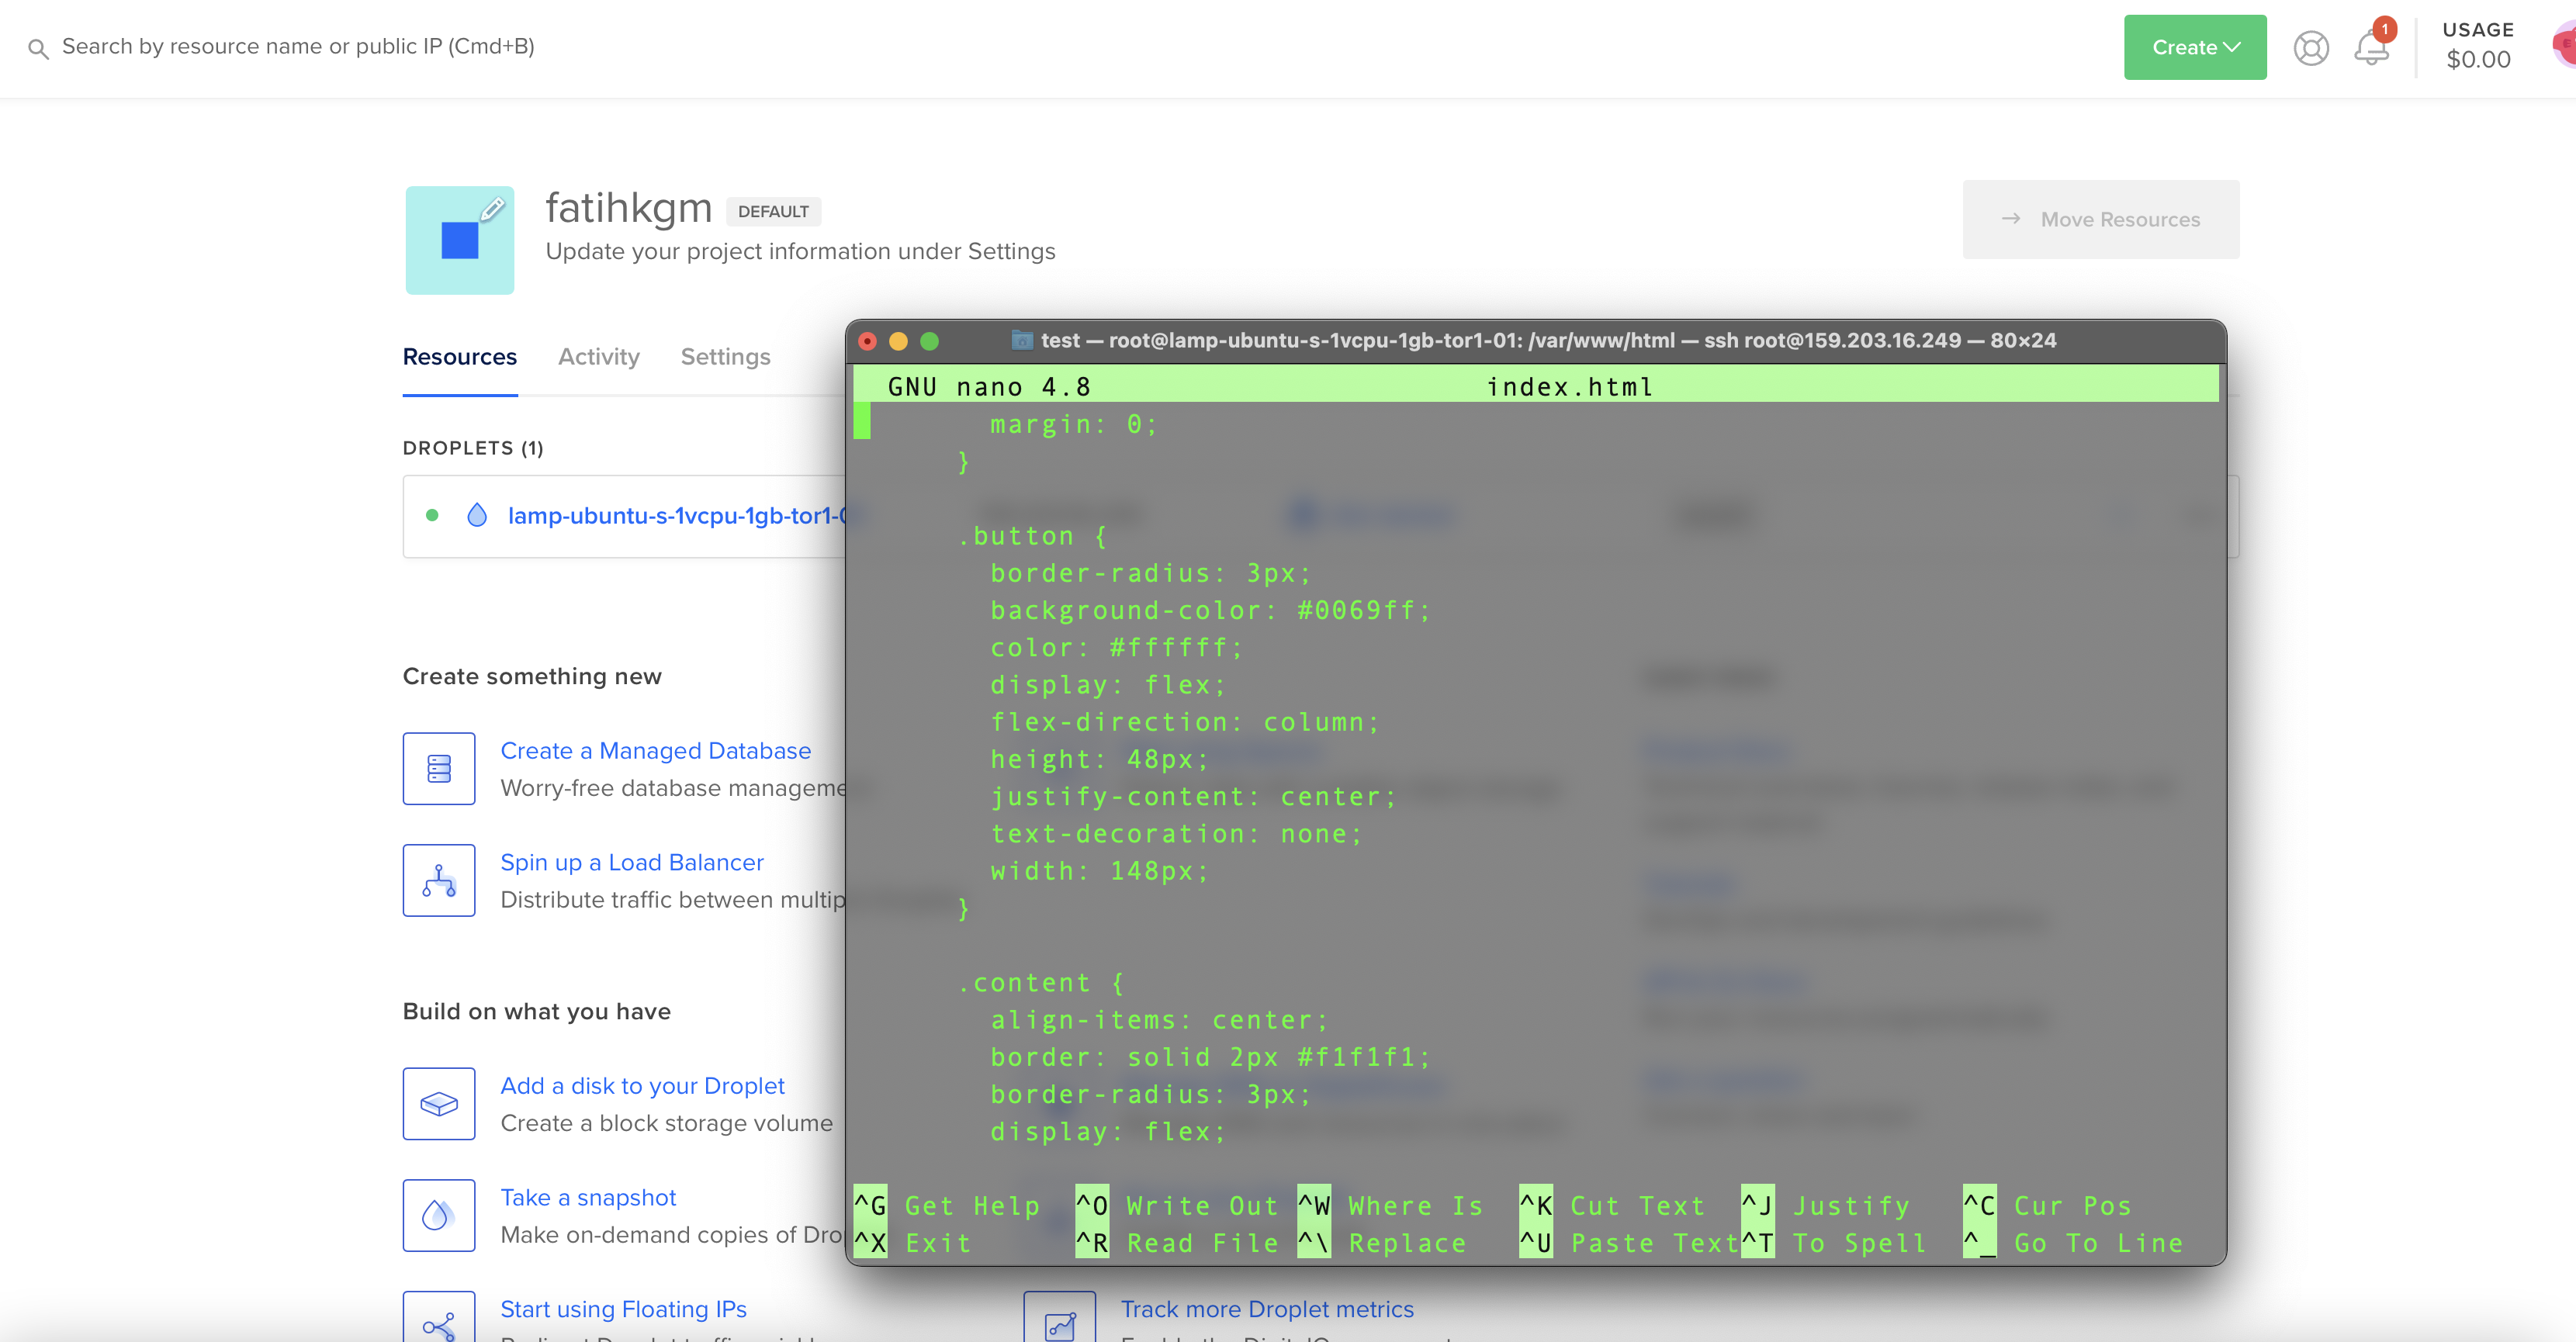 Search by resource name or public IP (Cmd+B)
Create
1
USAGE
$0.00
fatihkgm DEFAULT
Update your project information under Settings
Move Resources
Resources Activity Settings
DROPLETS (1)
lamp-ubuntu-s-1vcpu-1gb-tor1-
Create something new
Create a Managed Database
Worry-free database manageme
Spin up a Load Balancer
Distribute traffic between multip
Build on what you have
Add a disk to your Droplet
Create a block storage volume
Take a snapshot
Make on-demand copies of Dro
Start using Floating IPs
Track more Droplet metrics
test — root@lamp-ubuntu-s-1vcpu-1gb-tor1-01: /var/www/html — ssh root@159.203.16.249 — 80×24
GNU nano 4.8 index.html
margin: 0;
}
.button {
border-radius: 3px;
background-color: #0069ff;
color: #ffffff;
display: flex;
flex-direction: column;
height: 48px;
justify-content: center;
text-decoration: none;
width: 148px;
}
.content {
align-items: center;
border: solid 2px #f1f1f1;
border-radius: 3px;
display: flex;
^G Get Help ^O Write Out ^W Where Is ^K Cut Text ^J Justify ^C Cur Pos
^X Exit ^R Read File ^\ Replace ^U Paste Text ^T To Spell ^_ Go To Line